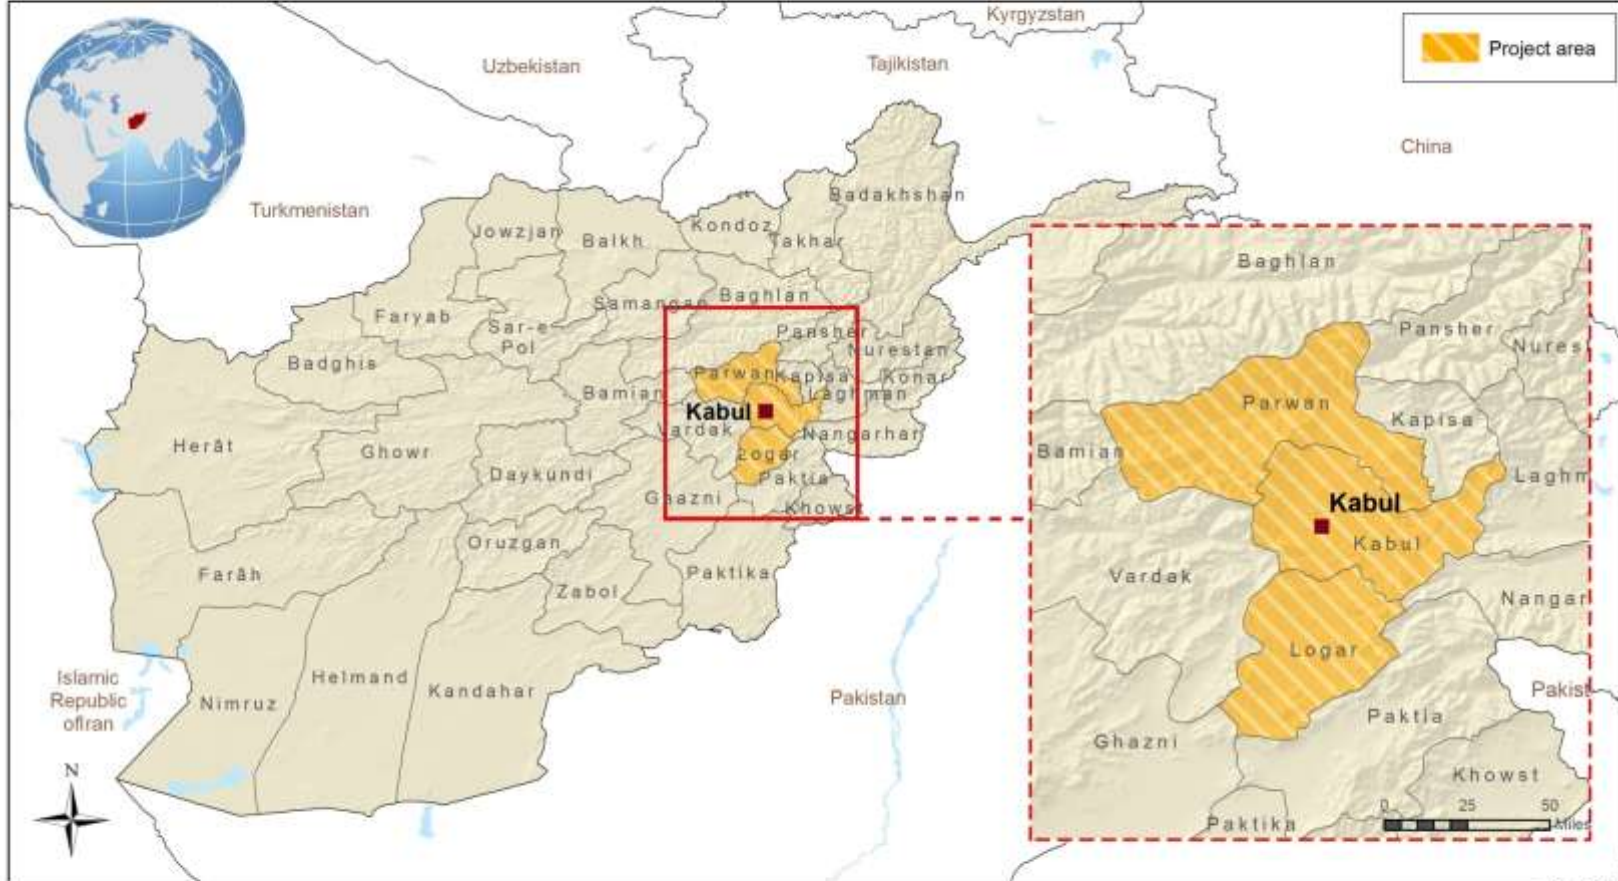 Kyrgyzstan
Project area
Uzbekistan
Tajikistan
China
Turkmenistan
Badakhshan
Jowzjan
Balkh
Kondoz
Takhar
Faryab
Sar-e-
Pol
Samangan
Baghlan
Badghis
Pansher
Nurestan
Parwan
Kapisa
Konar
Bamian
Laghman
Kabul
Herât
Ghowr
Vardak
Nangarhar
Daykundi
Logar
Paktia
Ghazni
Khowst
Oruzgan
Farâh
Zabol
Paktika
Islamic
Republic
ofIran
Nimruz
Helmand
Kandahar
Pakistan
N
Baghlan
Pansher
Nures
Parwan
Kapisa
Bamian
Laghm
Kabul
Kabul
Vardak
Nangar
Logar
Pakist
Paktia
Ghazni
Khowst
0 25 50
Miles
Paktika